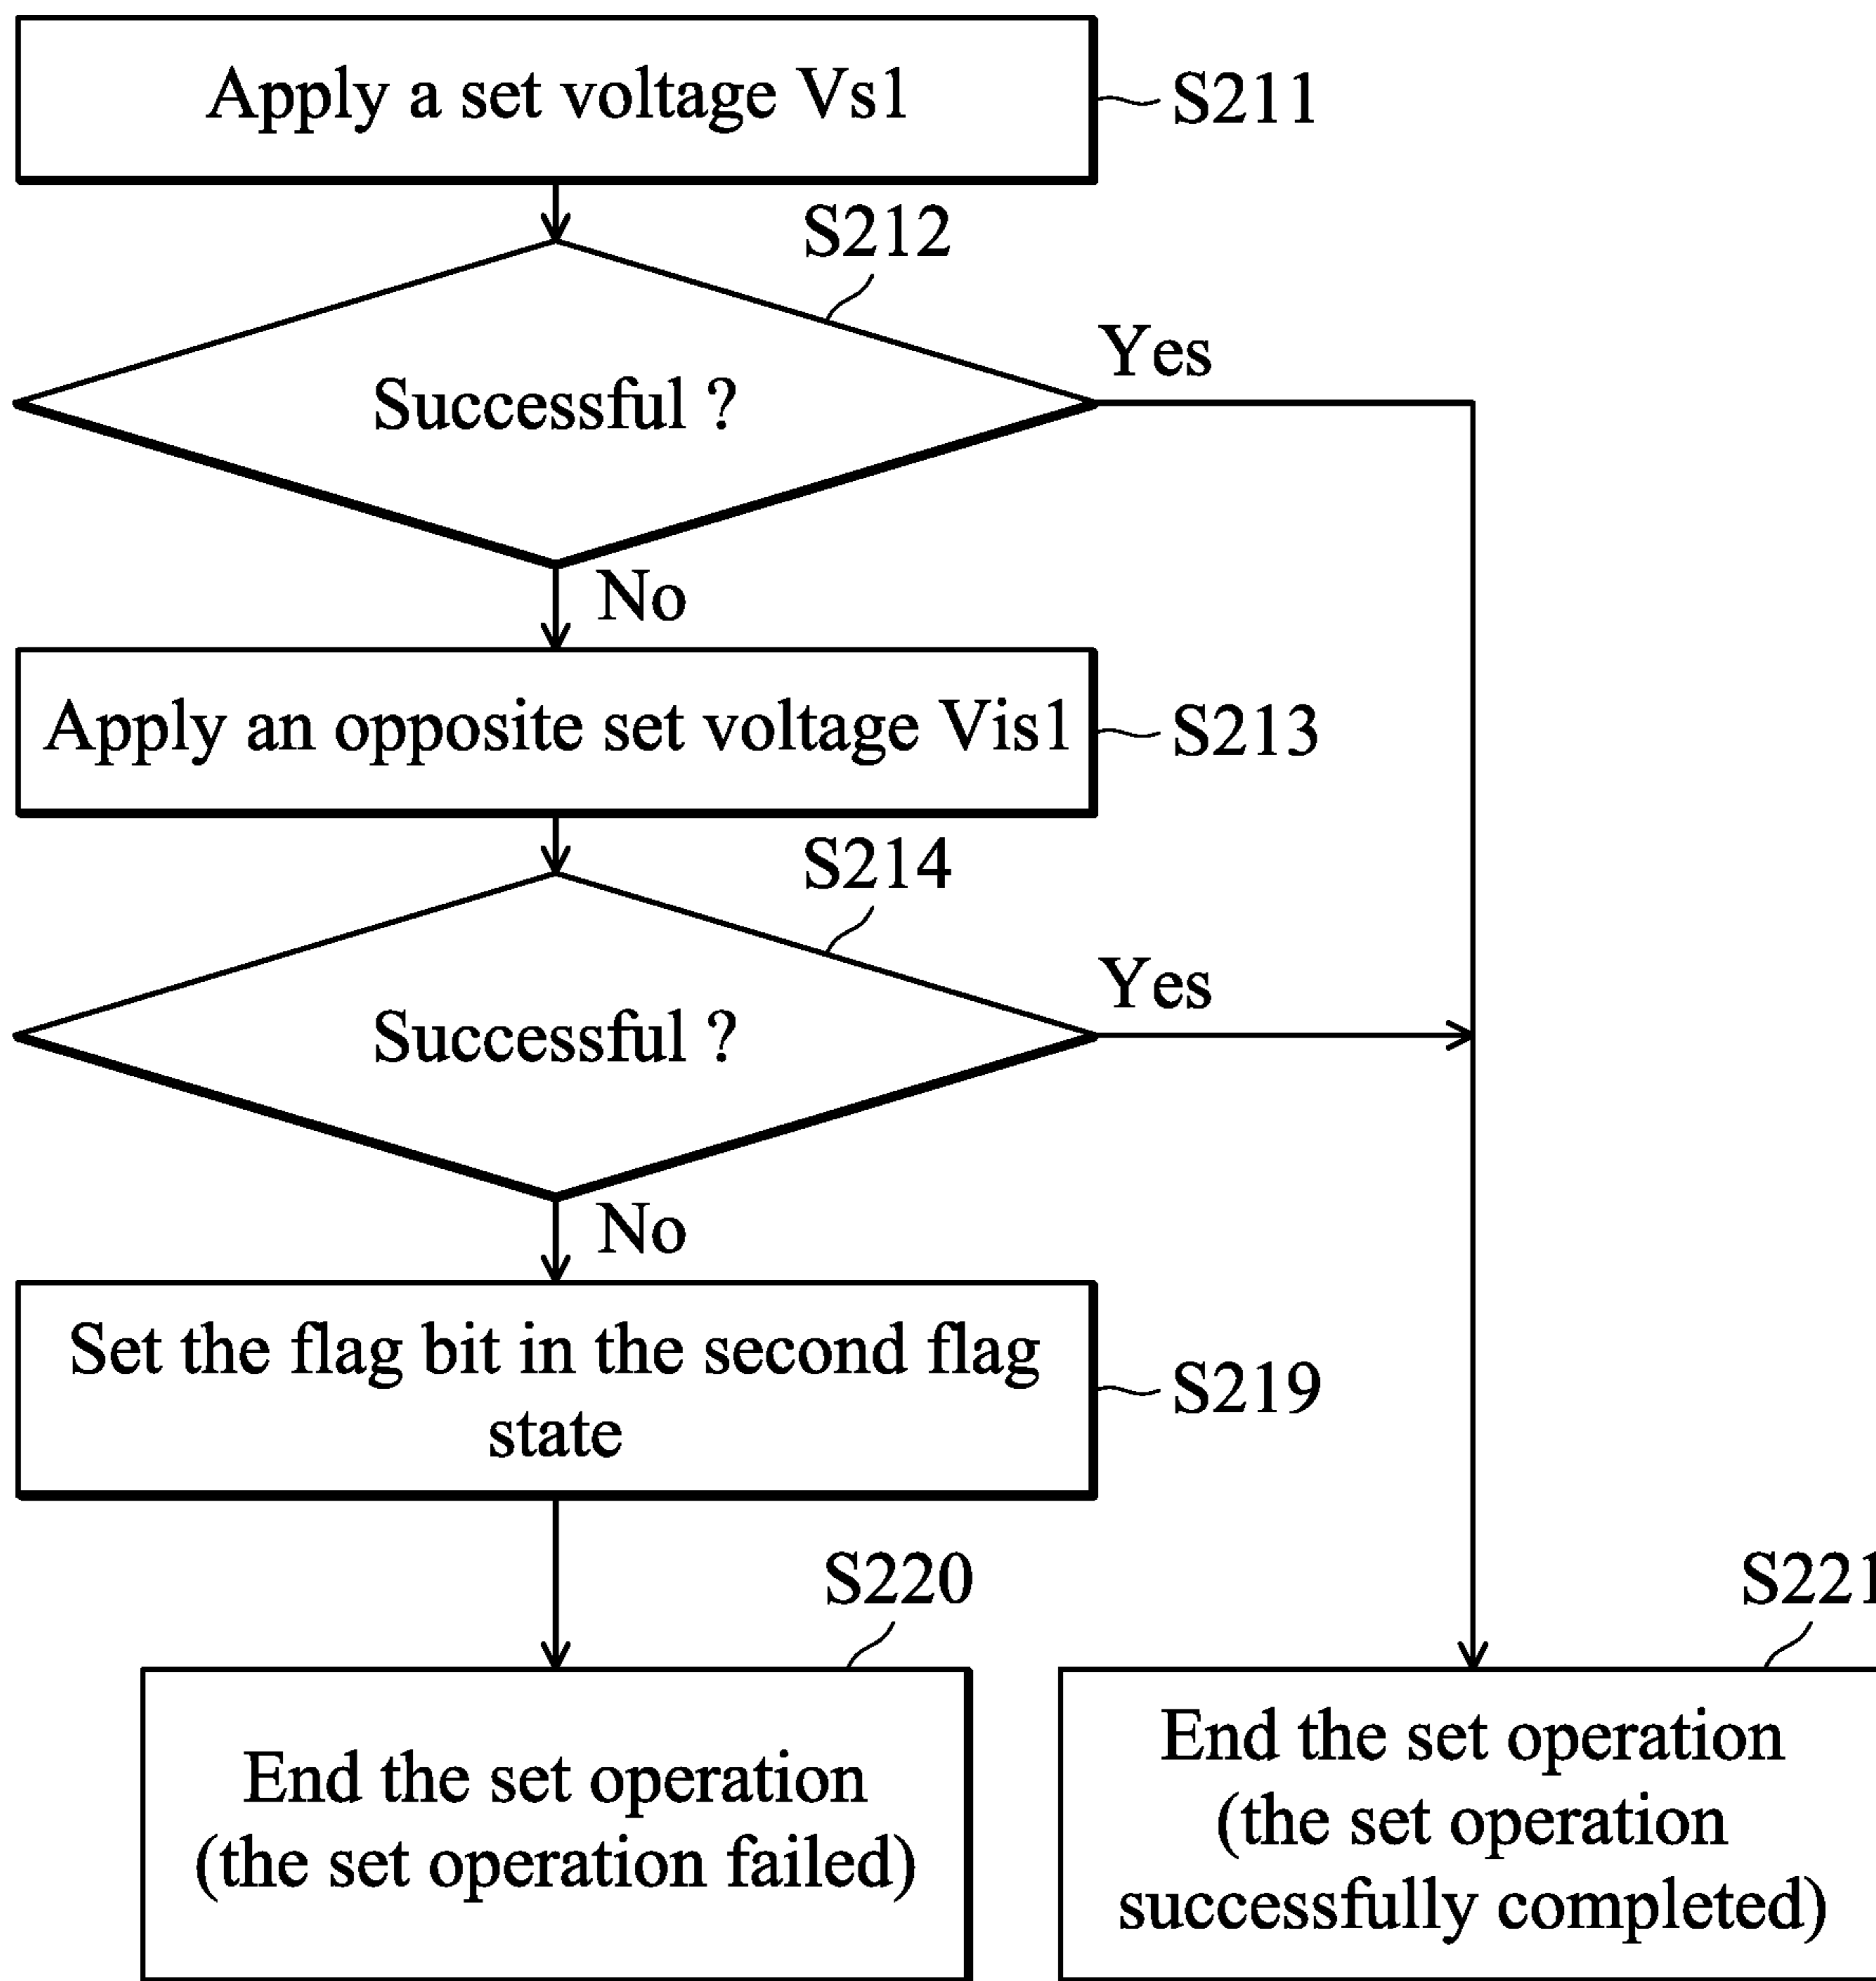 Apply a set voltage Vs1
S211
S212
Successful ?
Yes
No
Apply an opposite set voltage Vis1
S213
S214
Successful ?
Yes
No
Set the flag bit in the second flag
state
S219
S220
End the set operation
(the set operation failed)
S221
End the set operation
(the set operation
successfully completed)